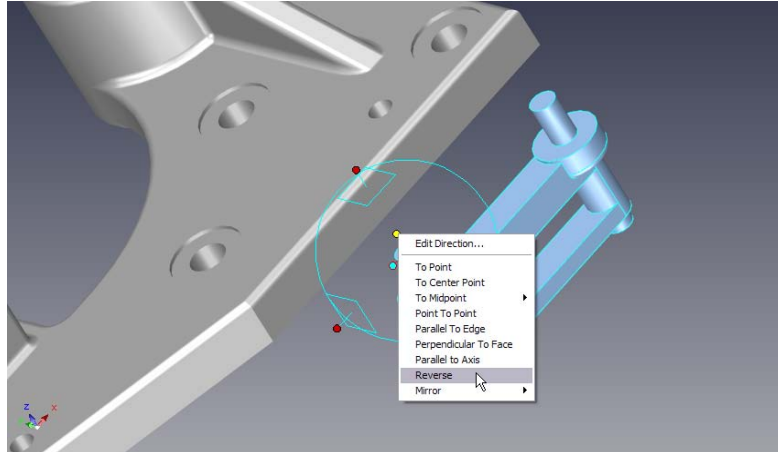 Edit Direction...
To Point
To Center Point
To Midpoint
Point To Point
Parallel To Edge
Perpendicular To Face
Parallel to Axis
Reverse
Mirror
z
x